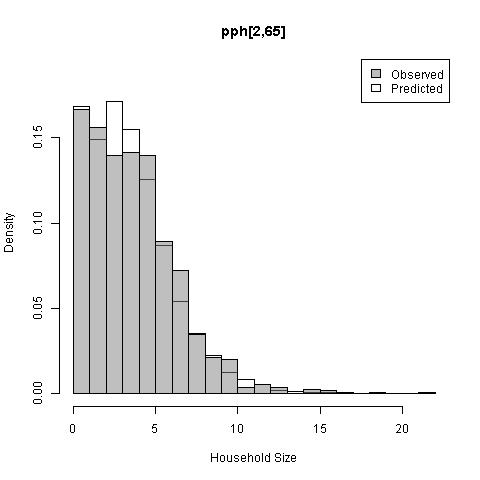 pph[2,65]
Observed
Predicted
Density
0.15
0.10
0.05
0.00
0 5 10 15 20
Household Size